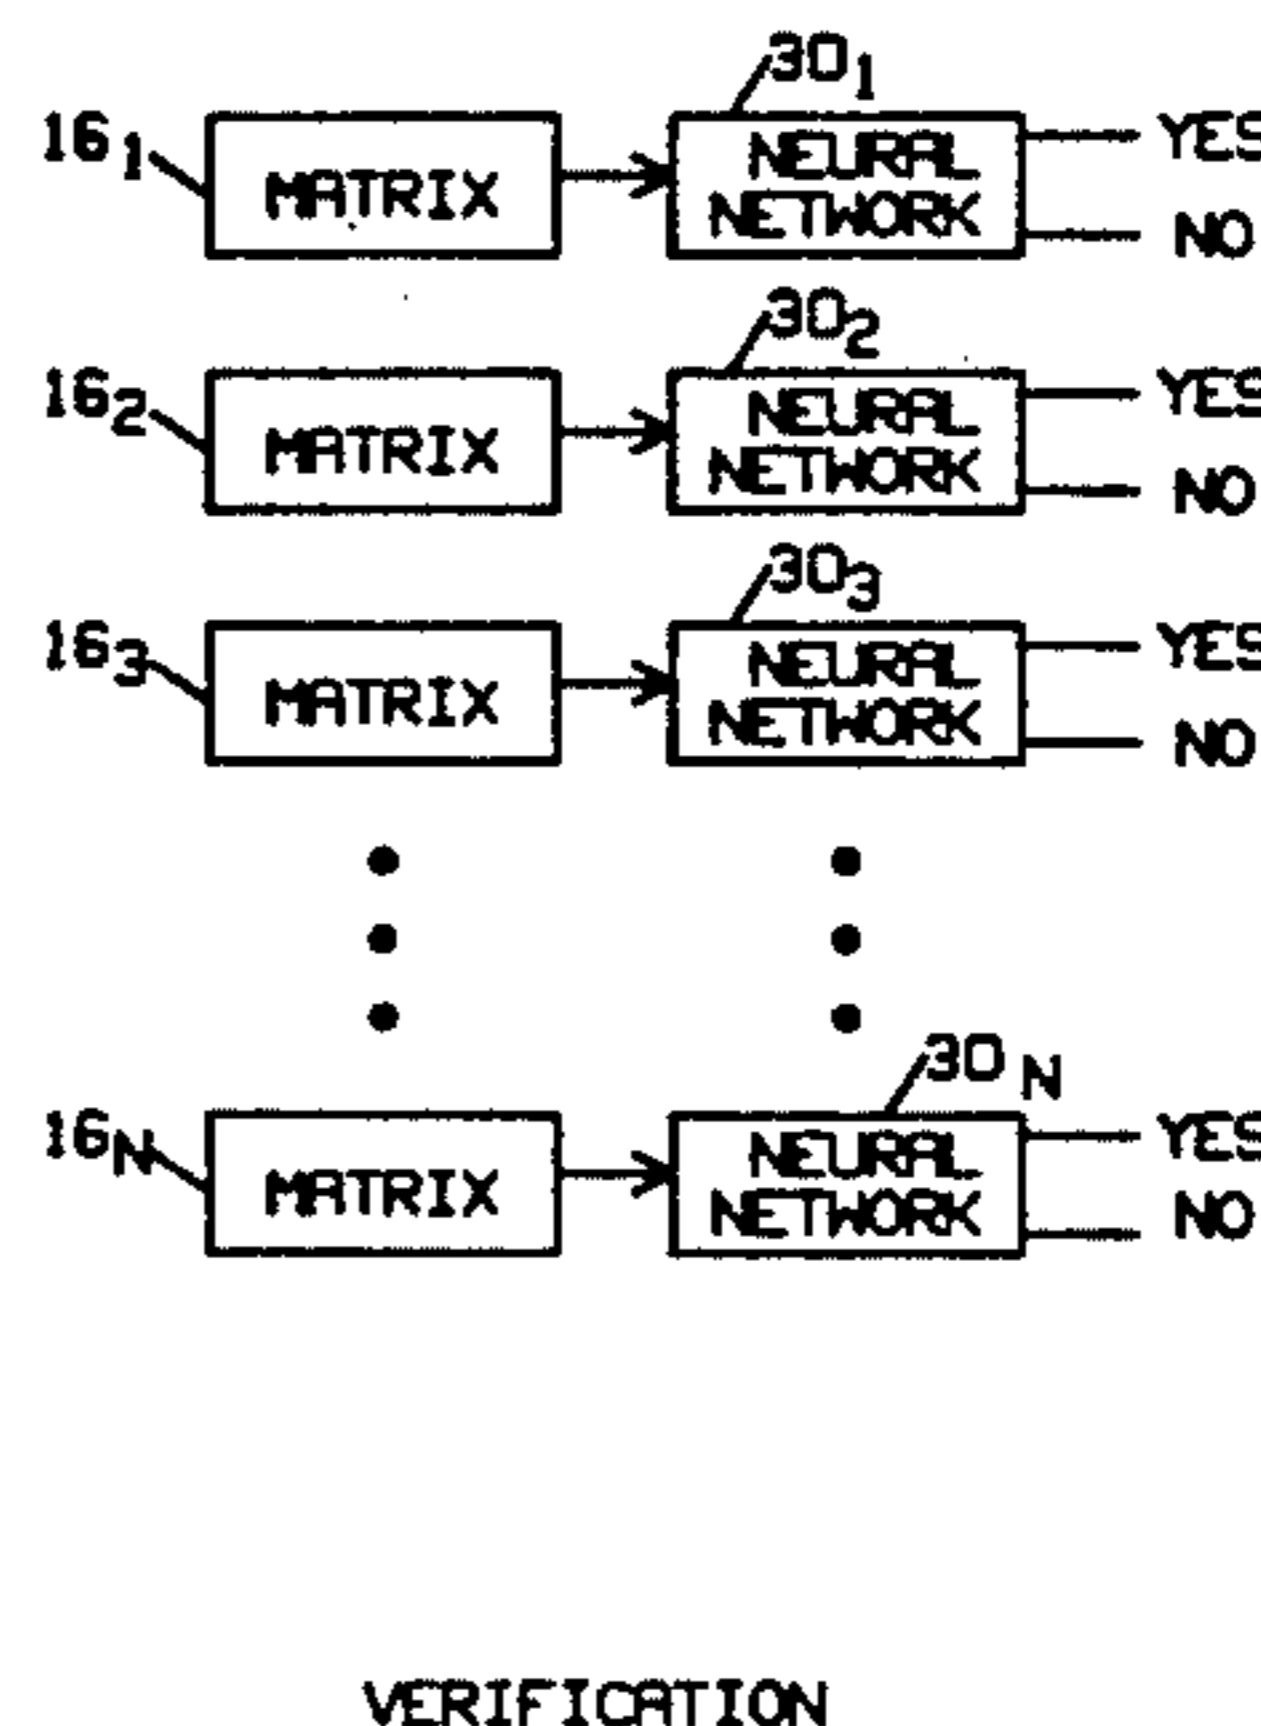 30₁
16₁ MATRIX NEURAL NETWORK YES
NO
30₂
16₂ MATRIX NEURAL NETWORK YES
NO
30₃
16₃ MATRIX NEURAL NETWORK YES
NO
30 N
16N MATRIX NEURAL NETWORK YES
NO
VERIFICATION